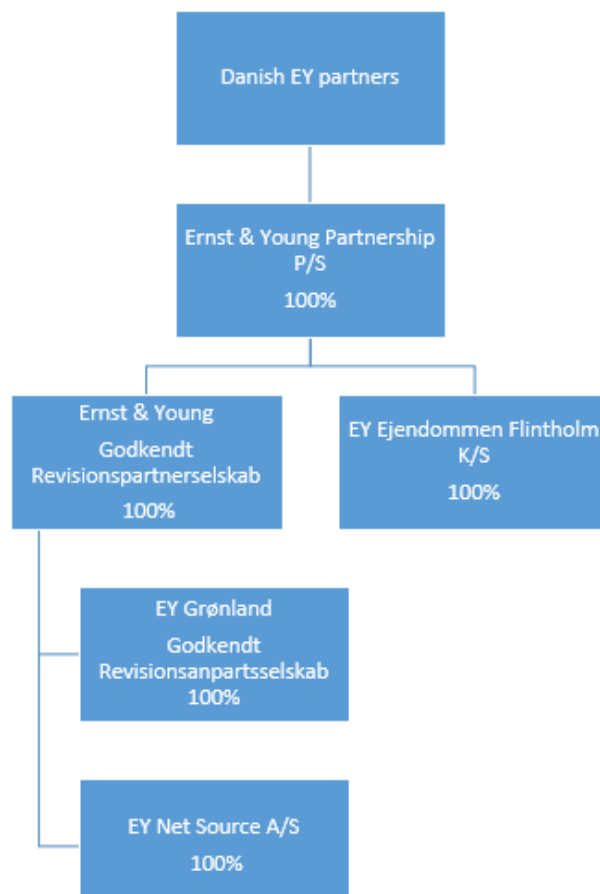 Danish EY partners
Ernst & Young Partnership
P/S
100%
Ernst & Young
Godkendt
Revisionspartnerselskab
100%
EY Ejendommen Flintholm
K/S
100%
EY Grønland
Godkendt
Revisionsanpartsselskab
100%
EY Net Source A/S
100%